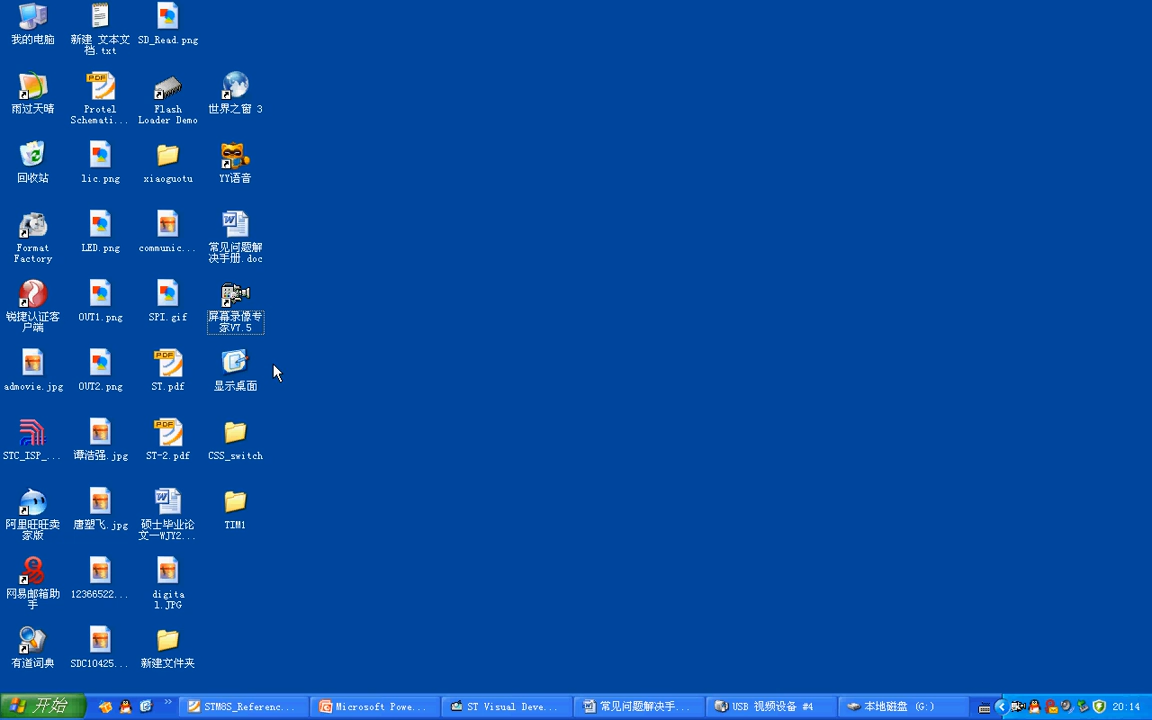 我的电脑
新建 文本文
档.txt
SD_Read.png
雨过天晴
Protel
Schemati...
Flash
Loader Demo
世界之窗 3
回收站
lic.png
xiaoguotu
YY语音
Format
Factory
LED.png
communic...
常见问题解
决手册.doc
锐捷认证客
户端
OUT1.png
SPI.gif
屏幕录像专
家V7.5
admovie.jpg
OUT2.png
ST.pdf
显示桌面
STC_ISP_...
谭浩强.jpg
ST-2.pdf
CSS_switch
阿里旺旺卖
家版
唐塑飞.jpg
硕士毕业论
文一WJY2...
TIM1
网易邮箱助
手
12366522...
digita
l.JPG
有道词典
SDC10425...
新建文件夹
开始
STM8S_Referenc...
Microsoft Powe...
ST Visual Deve...
常见问题解决手...
USB 视频设备 #4
本地磁盘 (G:)
20:14